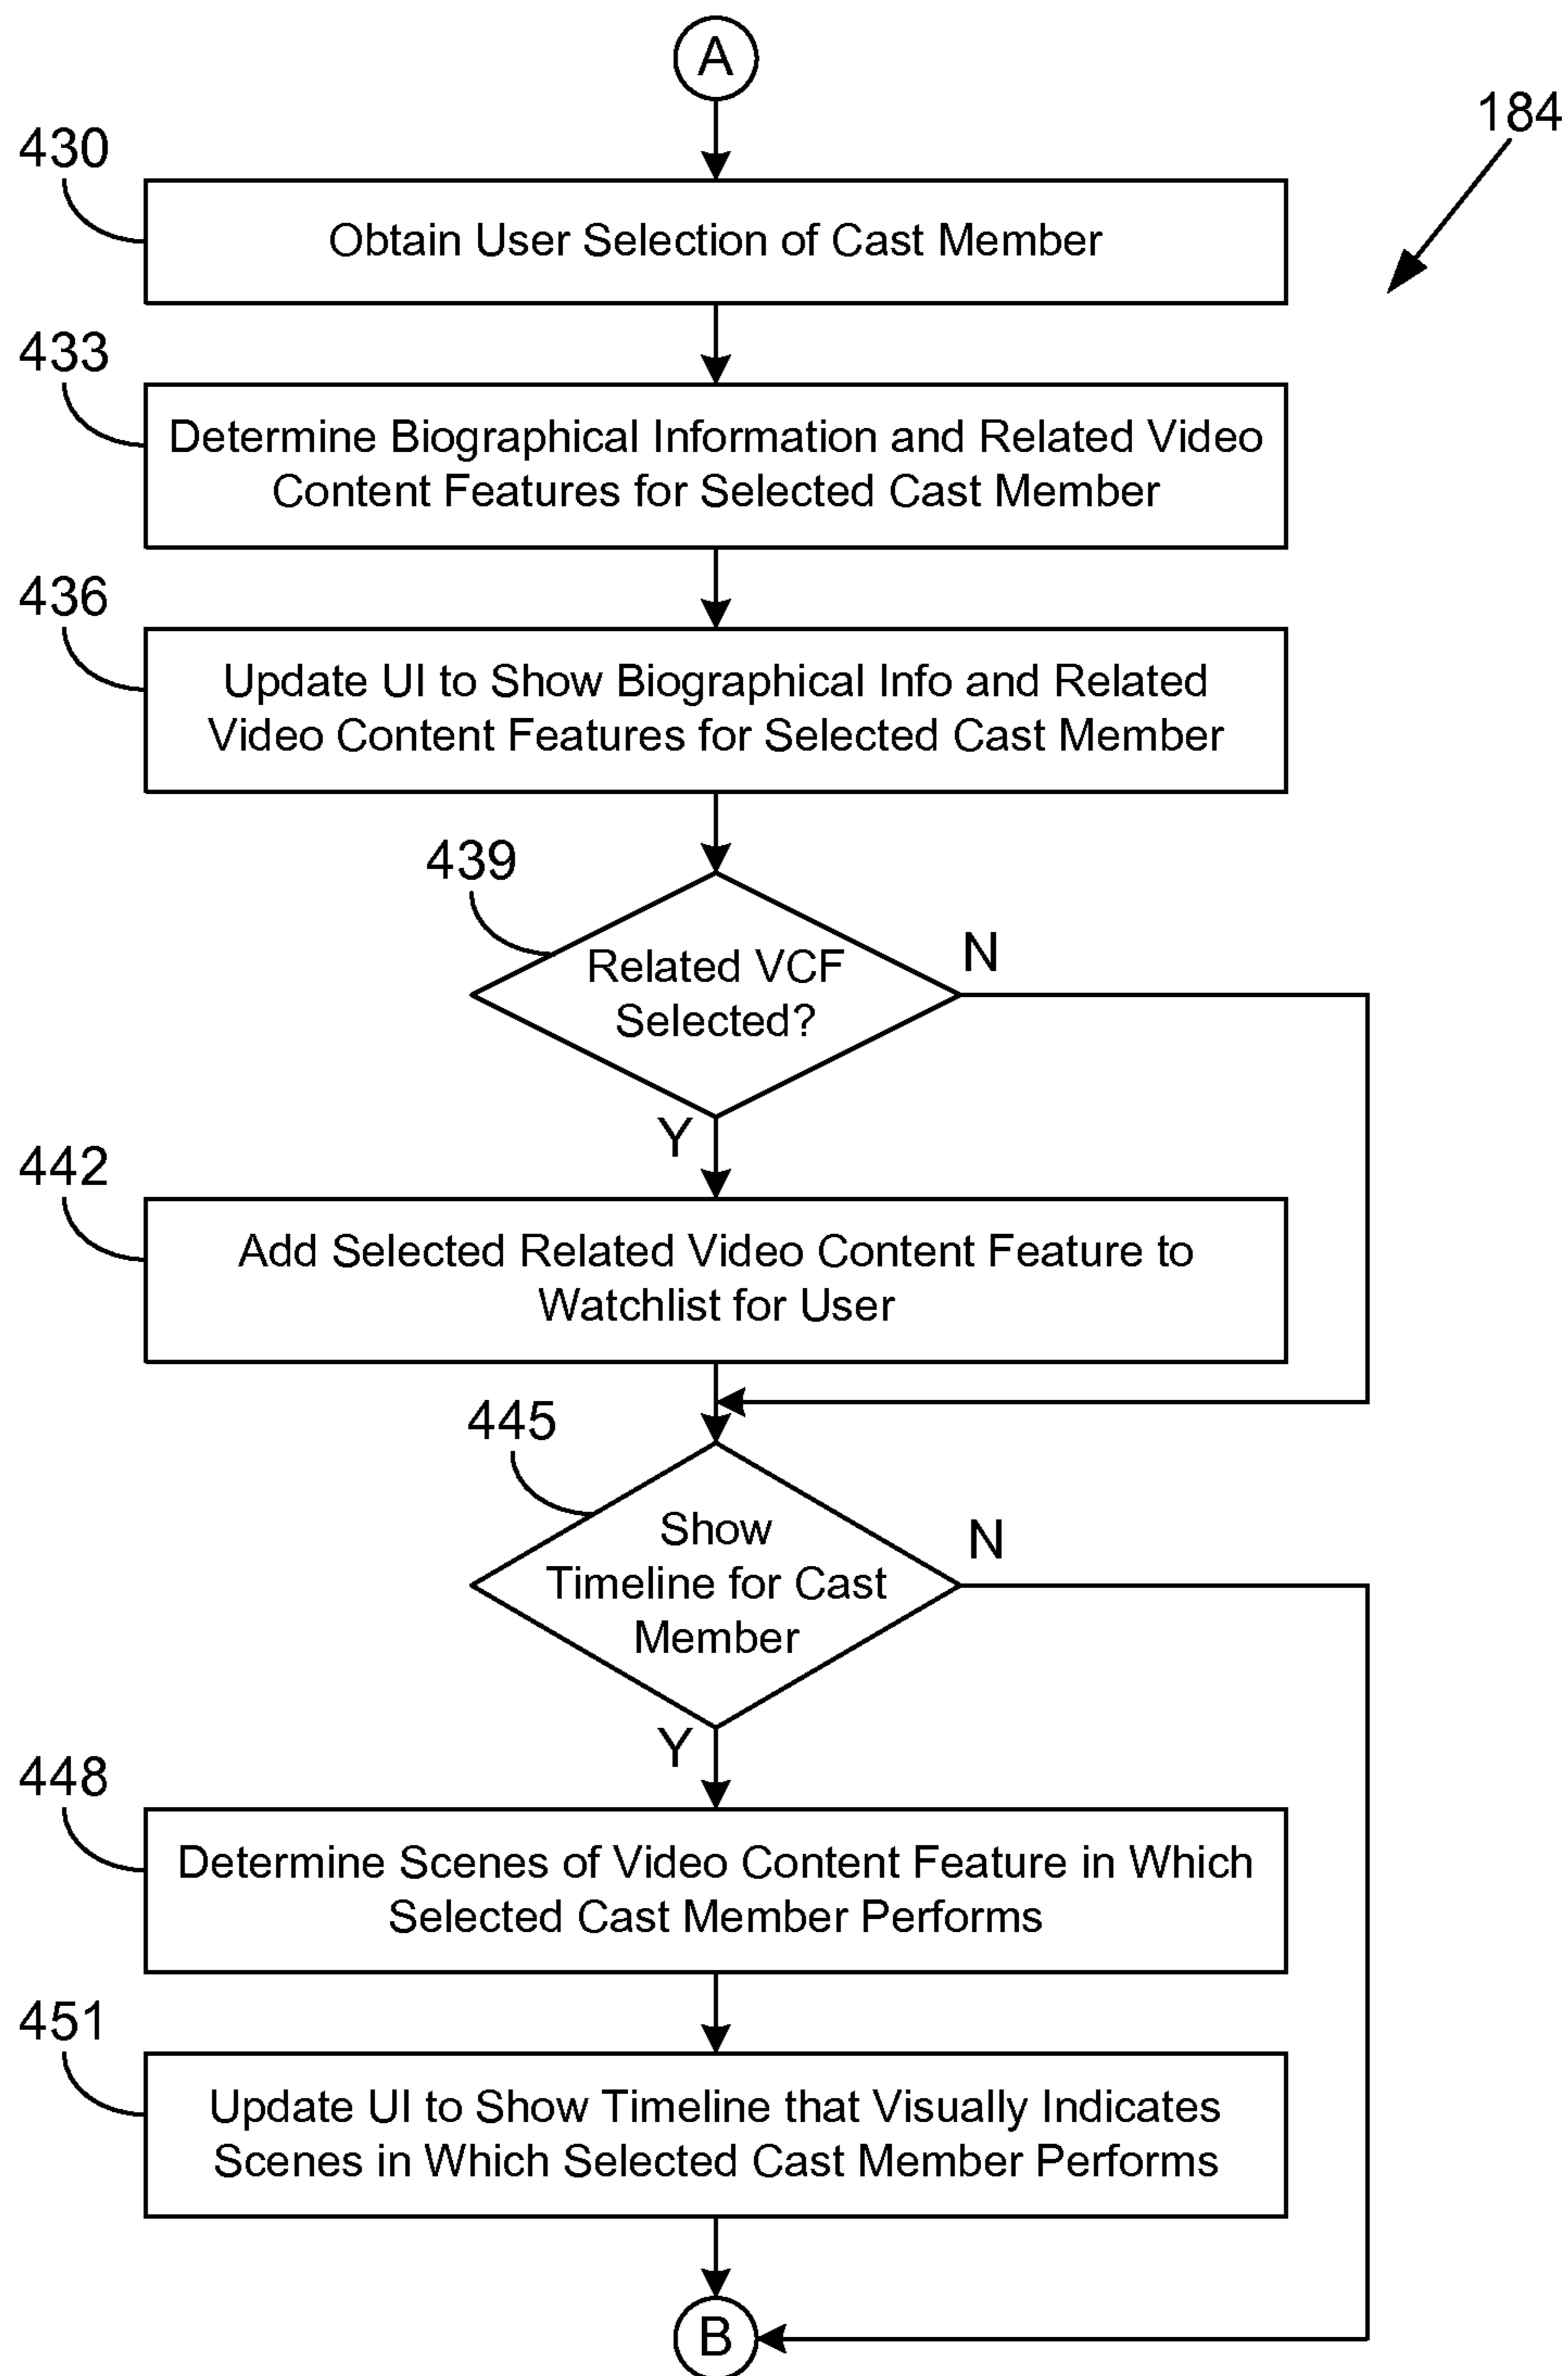 A
184
430
Obtain User Selection of Cast Member
433
Determine Biographical Information and Related Video
Content Features for Selected Cast Member
436
Update UI to Show Biographical Info and Related
Video Content Features for Selected Cast Member
439
Related VCF
Selected?
N
Y
442
Add Selected Related Video Content Feature to
Watchlist for User
445
Show
Timeline for Cast
Member
N
Y
448
Determine Scenes of Video Content Feature in Which
Selected Cast Member Performs
451
Update UI to Show Timeline that Visually Indicates
Scenes in Which Selected Cast Member Performs
B